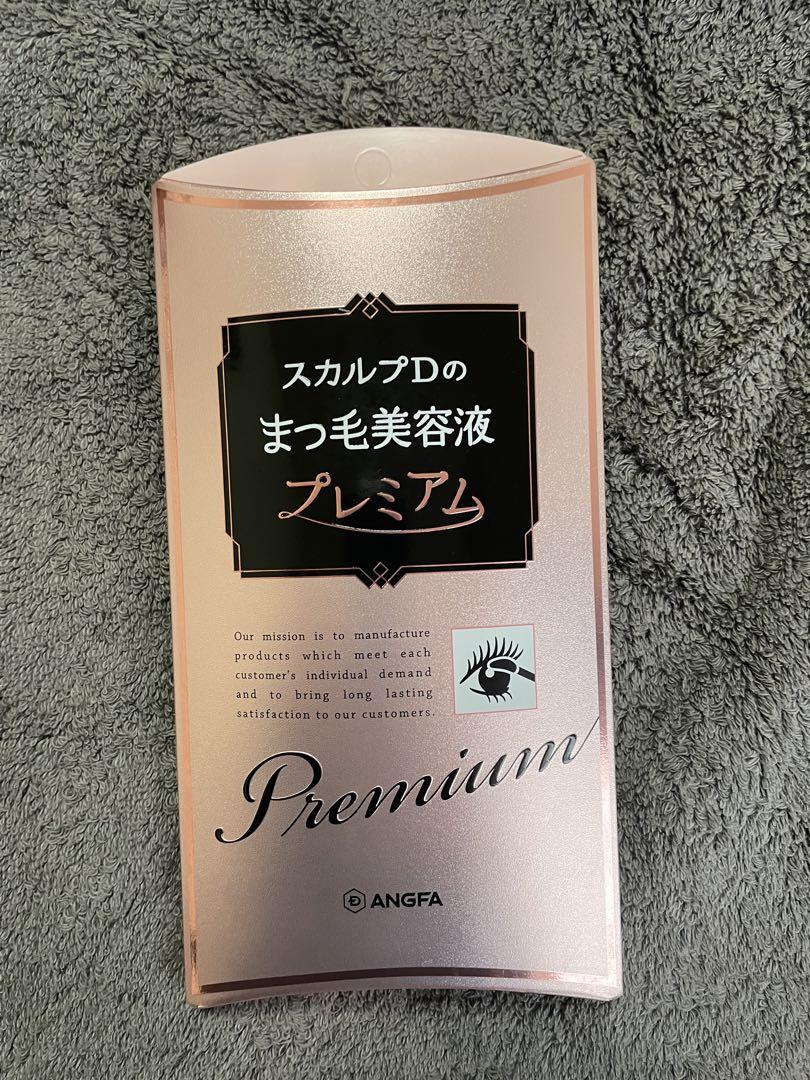 スカルプDの
まつ毛美容液
プレミアム
Our mission is to manufacture
products which meet each
customer's individual demand
and to bring long lasting
satisfaction to our customers.
Premium
ANGFA